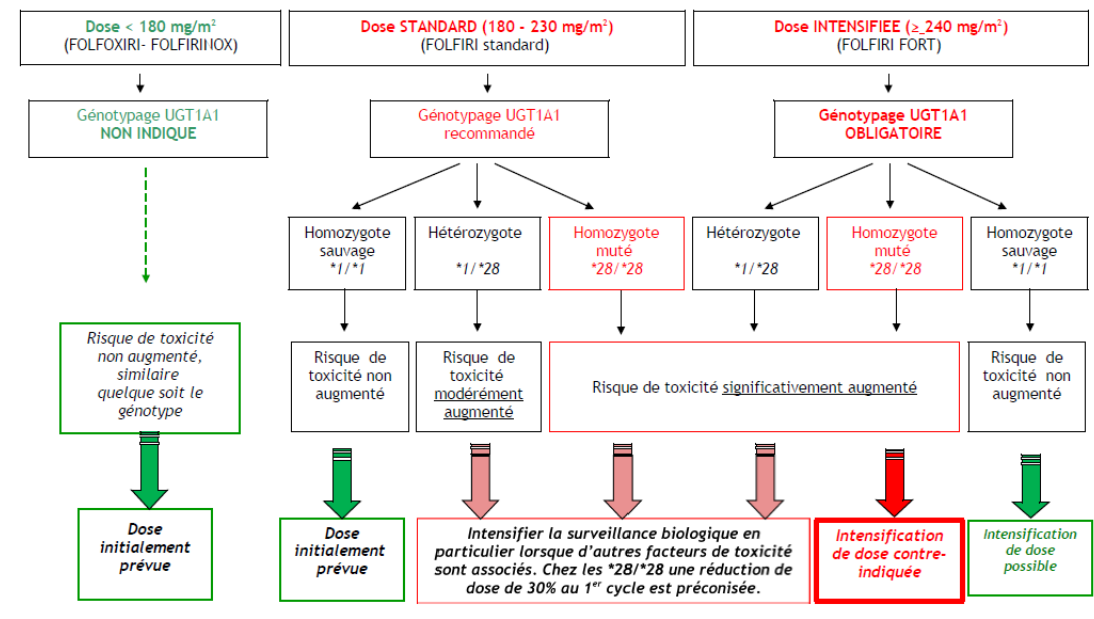 Dose < 180 mg/m²
(FOLFOXIRI- FOLFIRINOX)
Dose STANDARD (180 - 230 mg/m²)
(FOLFIRI standard)
Dose INTENSIFIEE (≥_240 mg/m²)
(FOLFIRI FORT)
Génotypage UGT1A1
NON INDIQUE
Génotypage UGT1A1
recommandé
Génotypage UGT1A1
OBLIGATOIRE
Homozygote
sauvage
*1/*1
Hétérozygote
*1/*28
Homozygote
muté
*28/*28
Hétérozygote
*1/*28
Homozygote
muté
*28/*28
Homozygote
sauvage
*1/*1
Risque de toxicité
non augmenté,
similaire
quelque soit le
génotype
Risque de
toxicité non
augmenté
Risque de
toxicité
modérément
augmenté
Risque de toxicité significativement augmenté
Risque de
toxicité non
augmenté
Dose
initialement
prévue
Dose
initialement
prévue
Intensifier la surveillance biologique en
particulier lorsque d'autres facteurs de toxicité
sont associés. Chez les *28/*28 une réduction de
dose de 30% au 1er cycle est préconisée.
Intensification
de dose contre-
indiquée
Intensification
de dose
possible